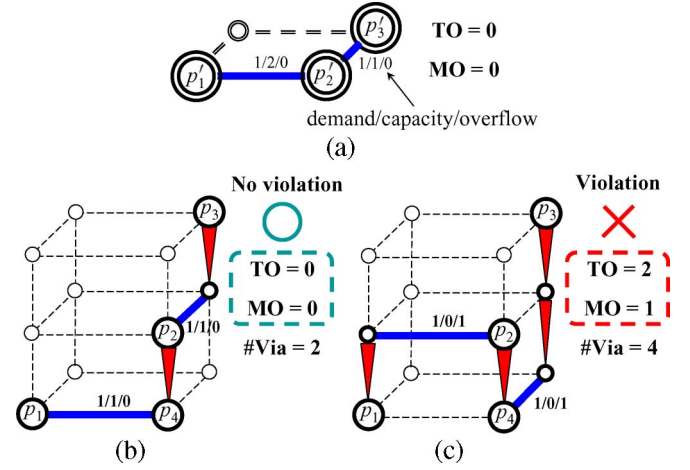 p′3
TO = 0
p′1
1/2/0
p′2
1/1/0
MO = 0
demand/capacity/overflow
(a)
No violation
Violation
p3
p3
TO = 0
TO = 2
MO = 0
MO = 1
p2
1/1/0
#Via = 2
1/0/1
p2
#Via = 4
p1
1/1/0
p4
p1
p4
1/0/1
(b)
(c)